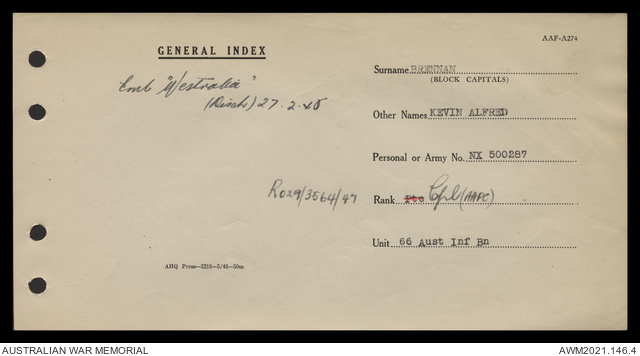 AAF-A274
GENERAL INDEX
Emb "Westralia"
(Disch) 27.2.48
R029/3564/47
AHQ Press—3216—5/46—50m
Surname BRENNAN
(BLOCK CAPITALS)
Other Names KEVIN ALFRED
Personal or Army No. NX 500287
Rank Pte Cpl (AAFC)
Unit 66 Aust Inf Bn
AUSTRALIAN WAR MEMORIAL
AWM2021.146.4